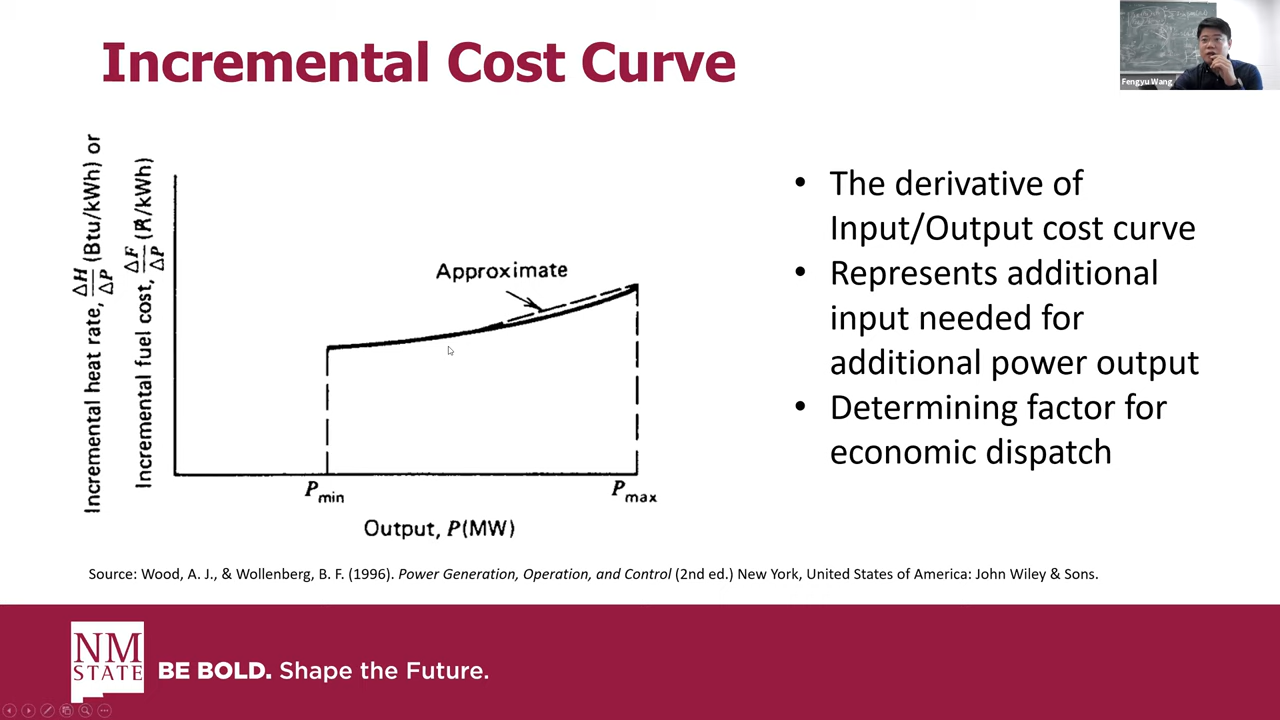 Incremental Cost Curve
Fengyu Wang
Incremental heat rate, ΔH/ΔP (Btu/kWh) or
Incremental fuel cost, ΔF/ΔP (R/kWh)
Approximate
Pmin
Pmax
Output, P(MW)
• The derivative of
Input/Output cost curve
• Represents additional
input needed for
additional power output
• Determining factor for
economic dispatch
Source: Wood, A. J., & Wollenberg, B. F. (1996). Power Generation, Operation, and Control (2nd ed.) New York, United States of America: John Wiley & Sons.
NM
STATE
BE BOLD. Shape the Future.